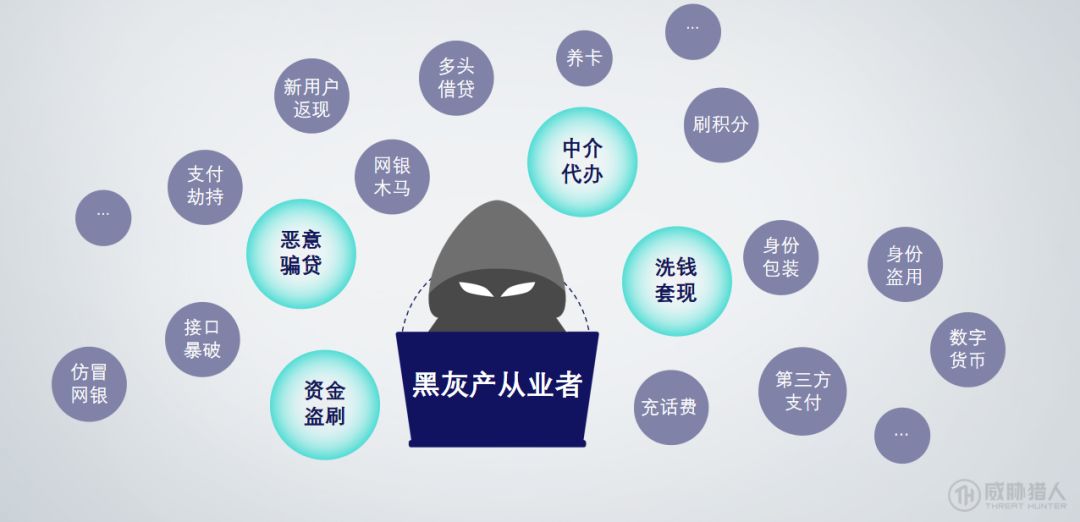 …
养卡
多头
借贷
新用户
返现
刷积分
中介
代办
网银
木马
支付
劫持
…
恶意
骗贷
洗钱
套现
身份
包装
身份
盗用
接口
暴破
数字
货币
仿冒
网银
资金
盗刷
黑灰产从业者
充话费
第三方
支付
…
TH
威胁猎人
THREAT HUNTER